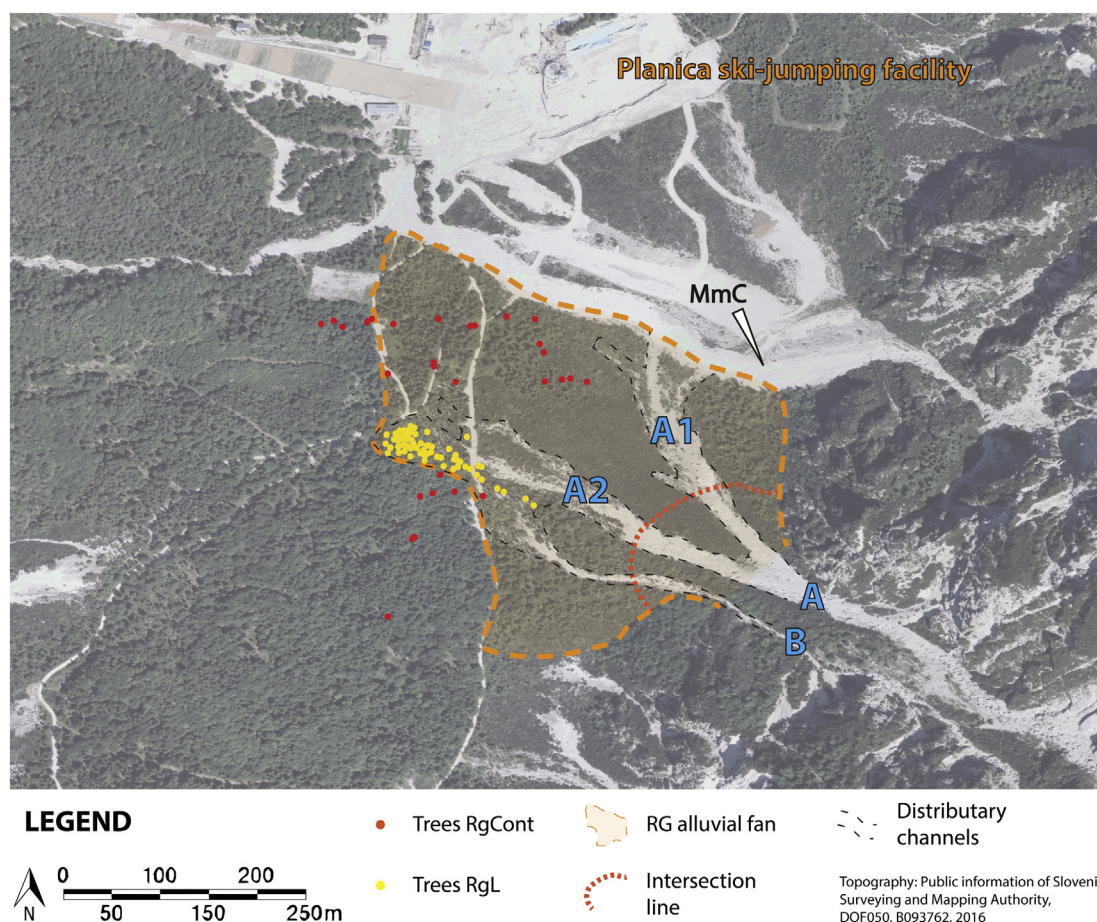 Planica ski-jumping facility
MmC
A1
A2
A
B
LEGEND
Trees RgCont
RG alluvial fan
Distributary
channels
Trees RgL
Intersection
line
N
0 100 200
50 150 250m
Topography: Public information of Sloveni
Surveying and Mapping Authority,
DOF050, B093762, 2016